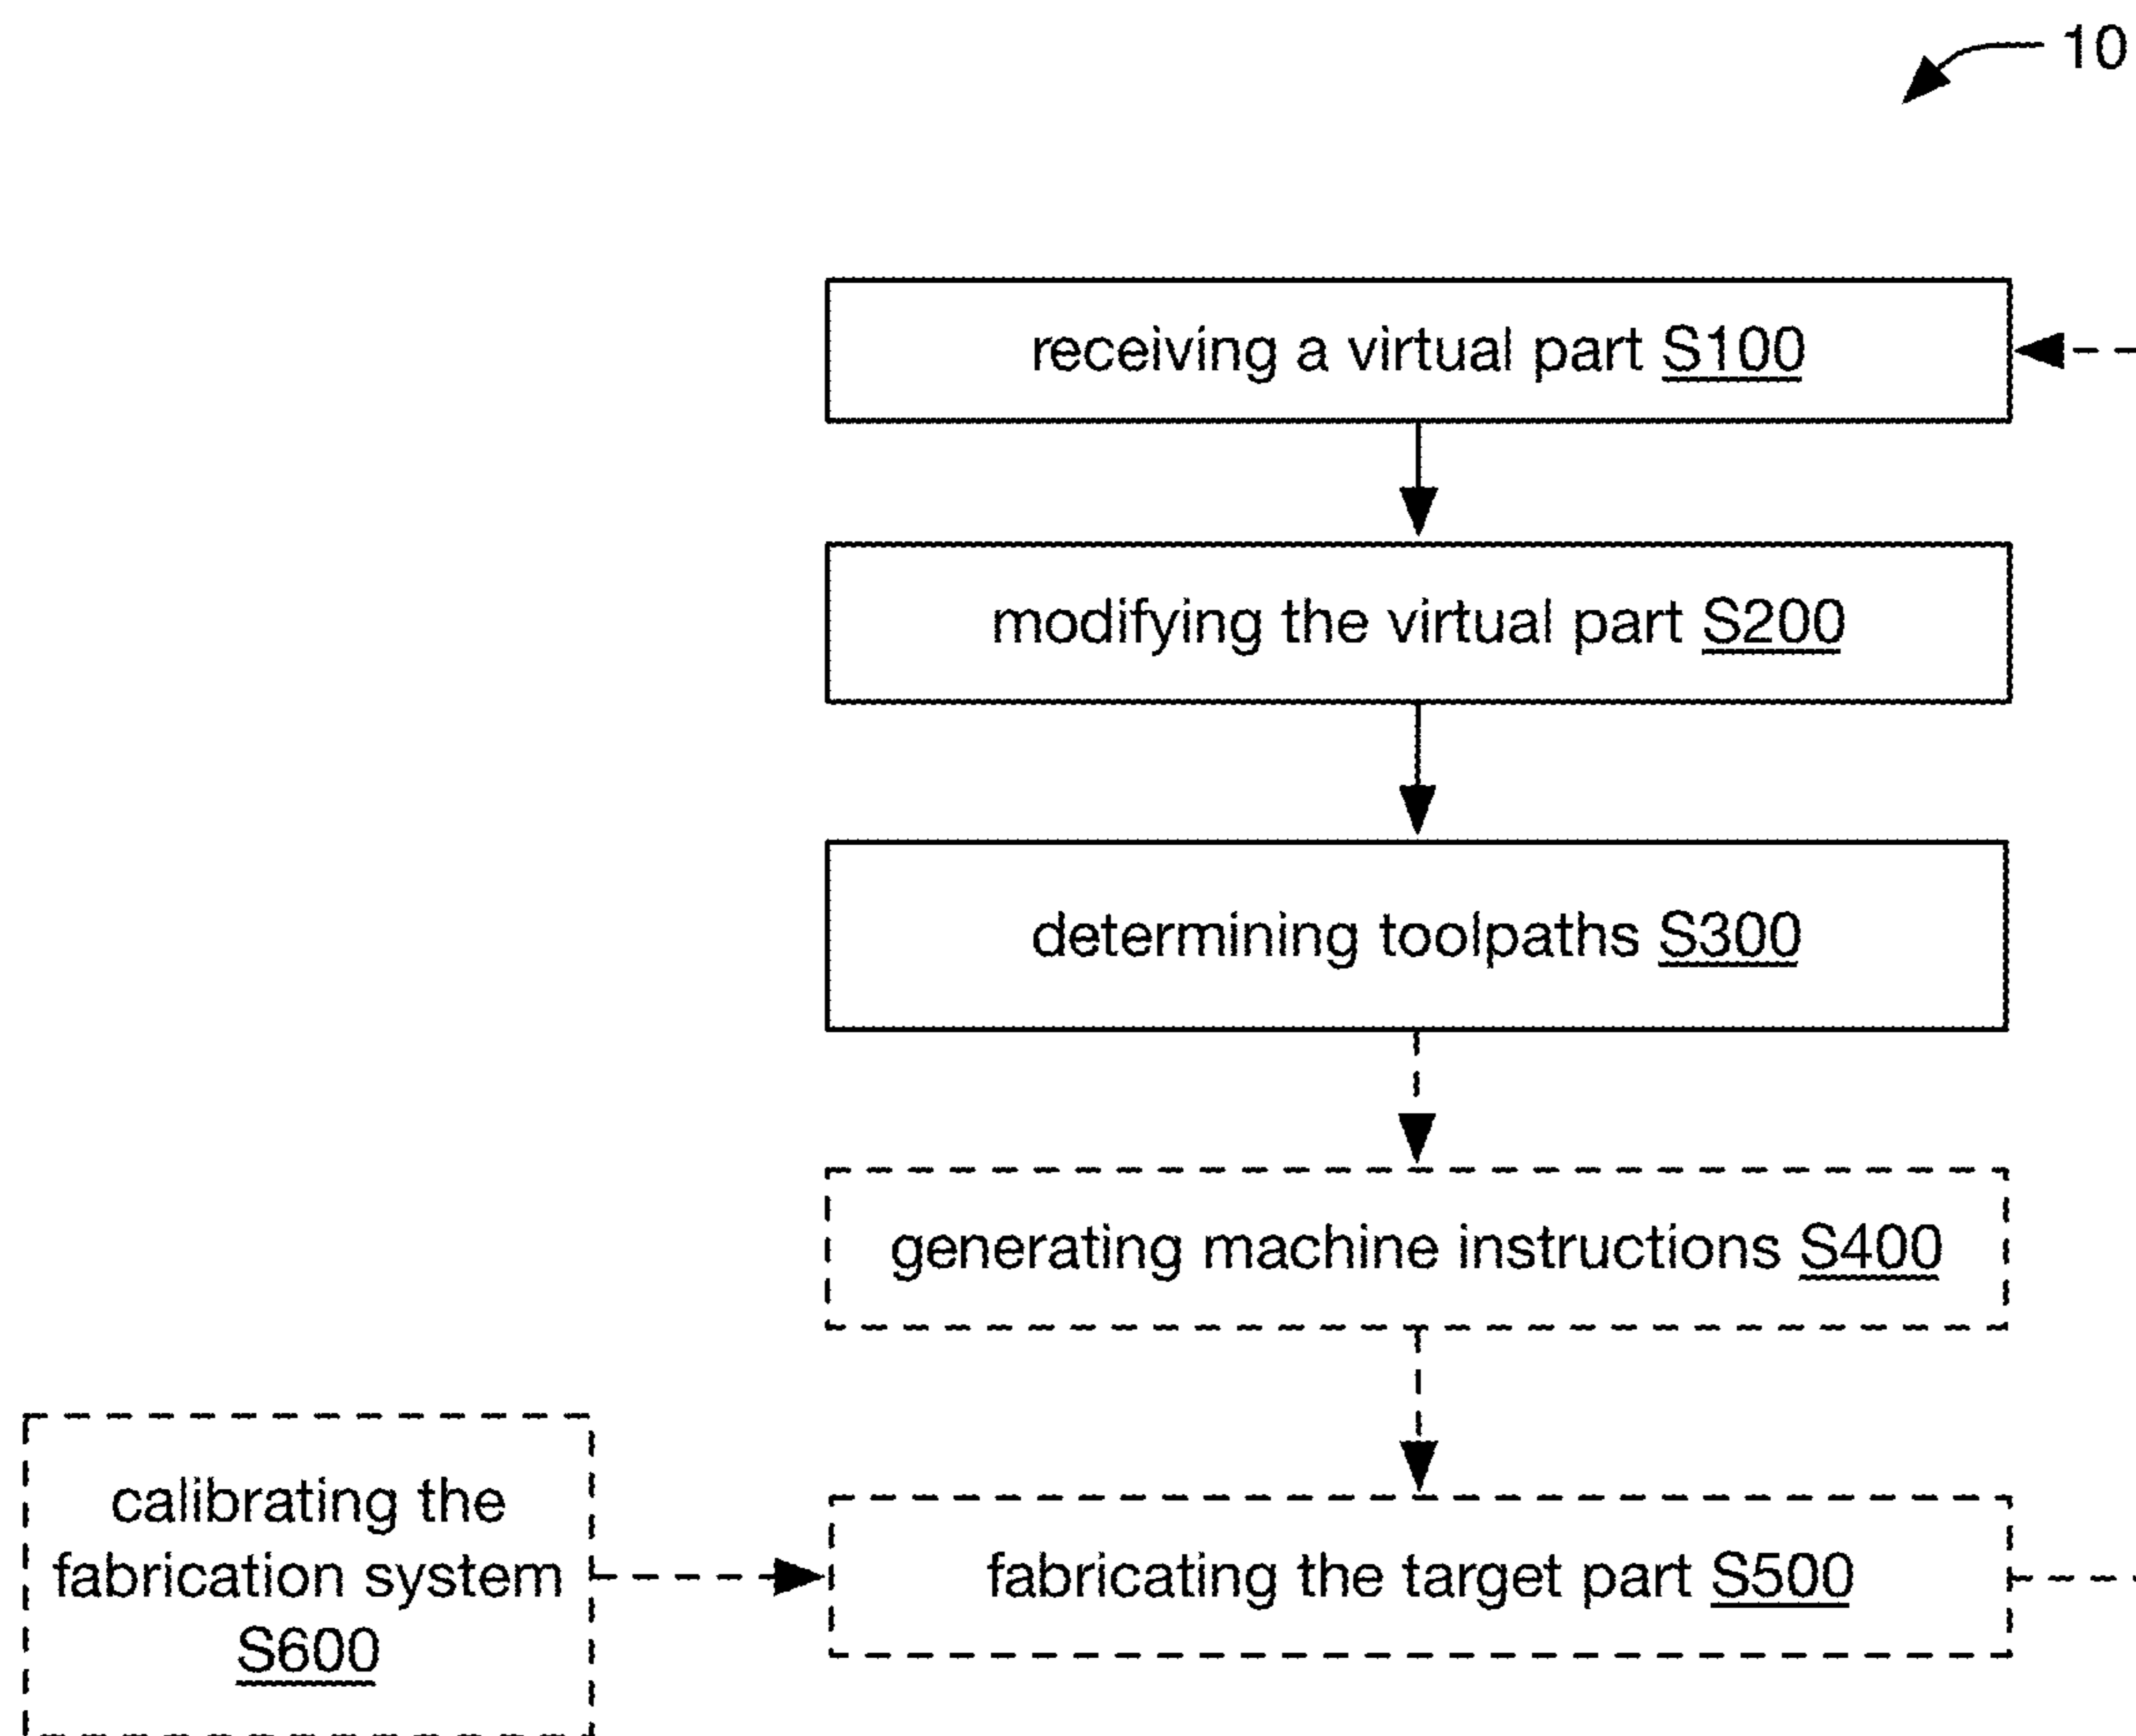 10
receiving a virtual part S100
modifying the virtual part S200
determining toolpaths S300
generating machine instructions S400
calibrating the
fabrication system
S600
fabricating the target part S500